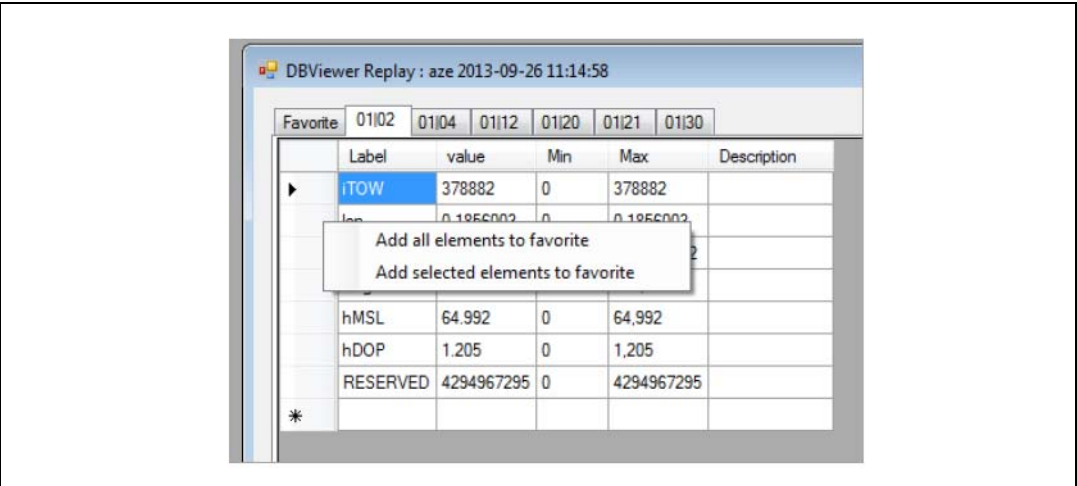 DBViewer Replay : aze 2013-09-26 11:14:58
Favorite 01|02 01|04 01|12 01|20 01|21 01|30
Label value Min Max Description
iTOW 378882 0 378882
lon 0.1856002 0 0.1856002
Add all elements to favorite
Add selected elements to favorite
hMSL 64.992 0 64,992
hDOP 1.205 0 1,205
RESERVED 4294967295 0 4294967295